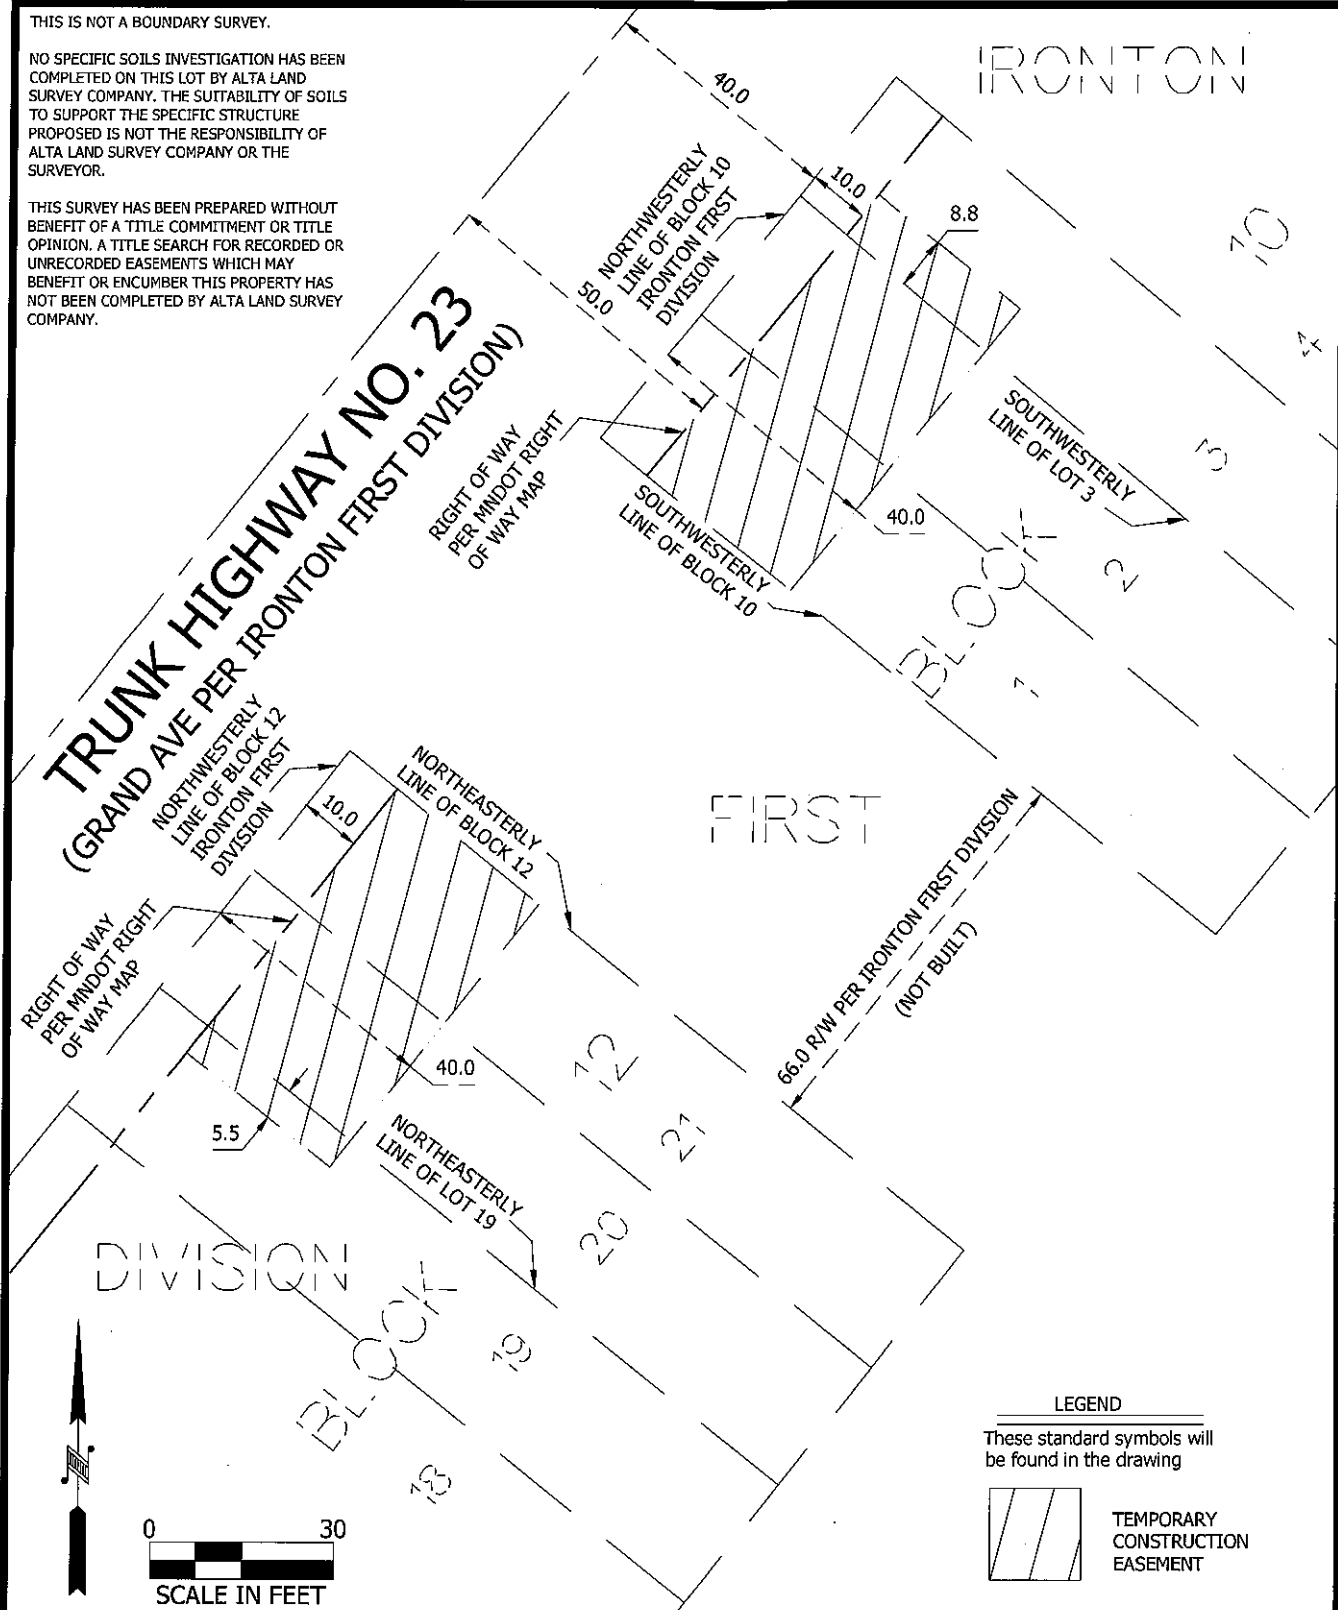 THIS IS NOT A BOUNDARY SURVEY.
NO SPECIFIC SOILS INVESTIGATION HAS BEEN
COMPLETED ON THIS LOT BY ALTA LAND
SURVEY COMPANY. THE SUITABILITY OF SOILS
TO SUPPORT THE SPECIFIC STRUCTURE
PROPOSED IS NOT THE RESPONSIBILITY OF
ALTA LAND SURVEY COMPANY OR THE
SURVEYOR.
THIS SURVEY HAS BEEN PREPARED WITHOUT
BENEFIT OF A TITLE COMMITMENT OR TITLE
OPINION. A TITLE SEARCH FOR RECORDED OR
UNRECORDED EASEMENTS WHICH MAY
BENEFIT OR ENCUMBER THIS PROPERTY HAS
NOT BEEN COMPLETED BY ALTA LAND SURVEY
COMPANY.
IRONTON
40.0
10.0
8.8
NORTHWESTERLY
LINE OF BLOCK 10
IRONTON FIRST
DIVISION
50.0
10
4
3
2
1
BLOCK
SOUTHWESTERLY
LINE OF LOT 3
TRUNK HIGHWAY NO. 23
(GRAND AVE PER IRONTON FIRST DIVISION)
RIGHT OF WAY
PER MNDOT RIGHT
OF WAY MAP
40.0
SOUTHWESTERLY
LINE OF BLOCK 10
NORTHWESTERLY
LINE OF BLOCK 12
IRONTON FIRST
DIVISION
10.0
NORTHEASTERLY
LINE OF BLOCK 12
FIRST
66.0 R/W PER IRONTON FIRST DIVISION
(NOT BUILT)
RIGHT OF WAY
PER MNDOT RIGHT
OF WAY MAP
40.0
5.5
NORTHEASTERLY
LINE OF LOT 19
12
21
20
19
18
BLOCK
DIVISION
0 30
SCALE IN FEET
LEGEND
These standard symbols will
be found in the drawing
TEMPORARY
CONSTRUCTION
EASEMENT